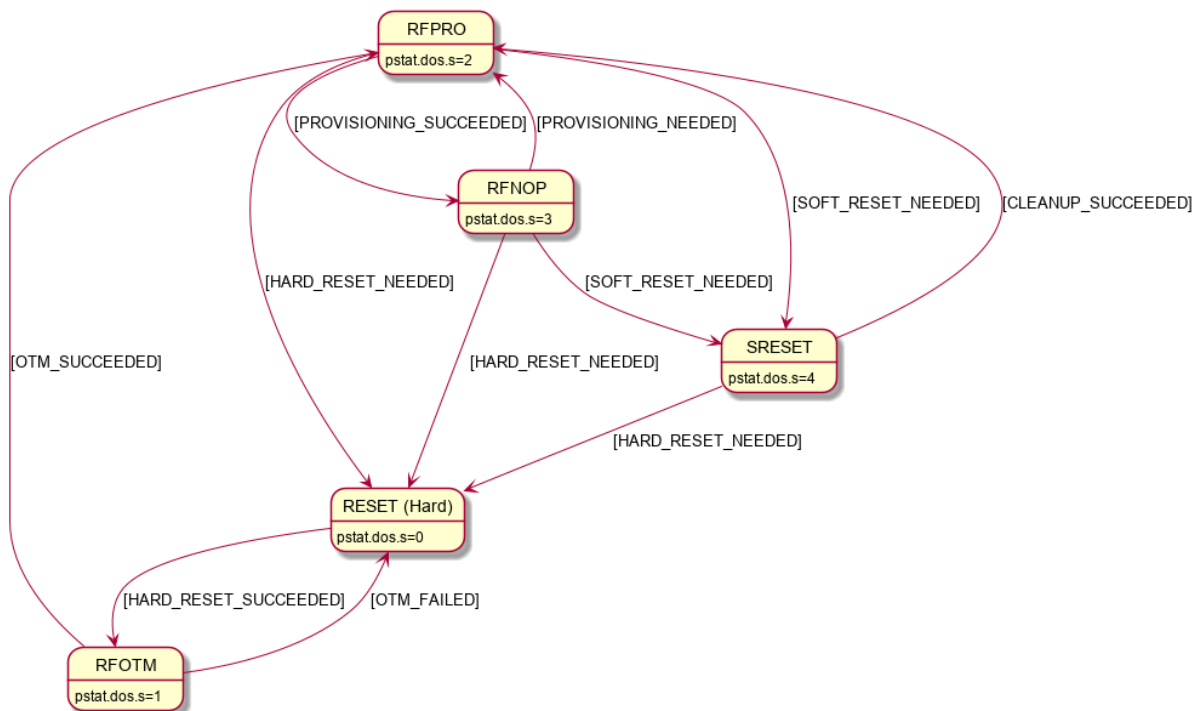 RFPRO
pstat.dos.s=2
[PROVISIONING_SUCCEEDED]
[PROVISIONING_NEEDED]
RFNOP
pstat.dos.s=3
[SOFT_RESET_NEEDED]
[CLEANUP_SUCCEEDED]
[HARD_RESET_NEEDED]
[SOFT_RESET_NEEDED]
SRESET
pstat.dos.s=4
[OTM_SUCCEEDED]
[HARD_RESET_NEEDED]
[HARD_RESET_NEEDED]
RESET (Hard)
pstat.dos.s=0
[HARD_RESET_SUCCEEDED]
[OTM_FAILED]
RFOTM
pstat.dos.s=1